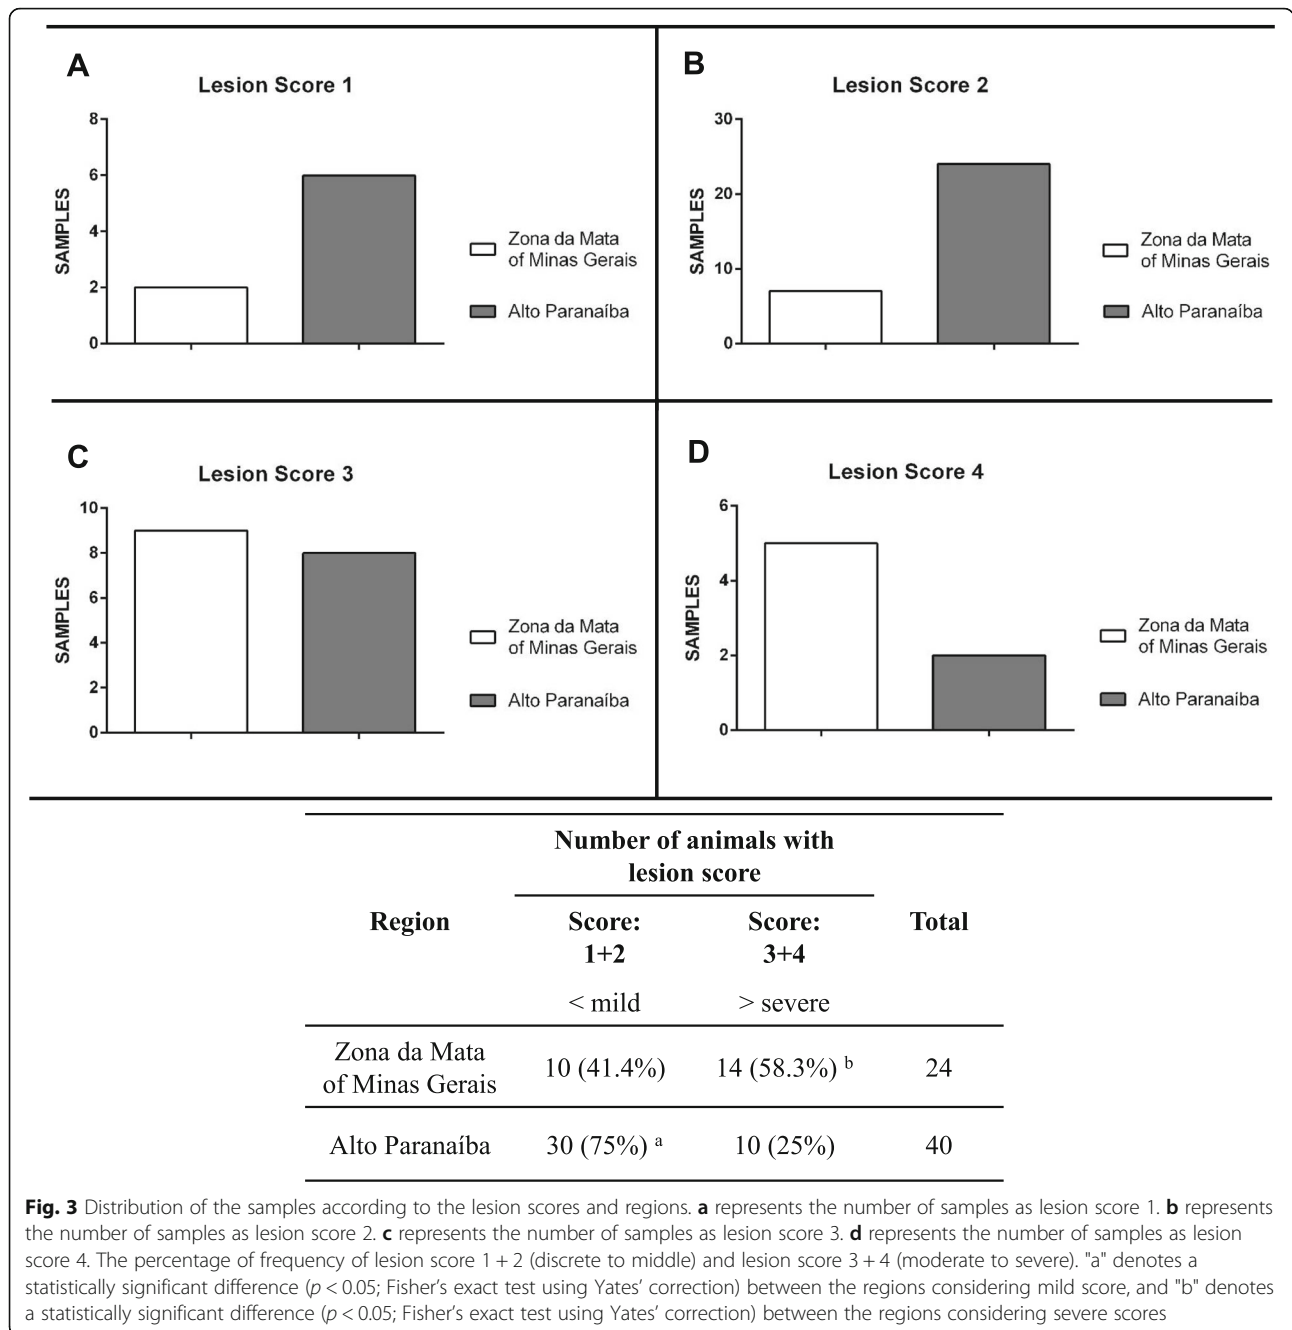 A
Lesion Score 1
8
6
4
2
0
SAMPLES
Zona da Mata
of Minas Gerais
Alto Paranaíba
B
Lesion Score 2
30
20
10
0
SAMPLES
Zona da Mata
of Minas Gerais
Alto Paranaíba
C
Lesion Score 3
10
8
6
4
2
0
SAMPLES
Zona da Mata
of Minas Gerais
Alto Paranaíba
D
Lesion Score 4
6
4
2
0
SAMPLES
Zona da Mata
of Minas Gerais
Alto Paranaíba
Number of animals with
lesion score
Region Score: Score: Total
1+2 3+4
< mild > severe
Zona da Mata
of Minas Gerais 10 (41.4%) 14 (58.3%) b 24
Alto Paranaíba 30 (75%) a 10 (25%) 40
Fig. 3 Distribution of the samples according to the lesion scores and regions. a represents the number of samples as lesion score 1. b represents
the number of samples as lesion score 2. c represents the number of samples as lesion score 3. d represents the number of samples as lesion
score 4. The percentage of frequency of lesion score 1 + 2 (discrete to middle) and lesion score 3 + 4 (moderate to severe). "a" denotes a
statistically significant difference (p < 0.05; Fisher's exact test using Yates' correction) between the regions considering mild score, and "b" denotes
a statistically significant difference (p < 0.05; Fisher's exact test using Yates' correction) between the regions considering severe scores